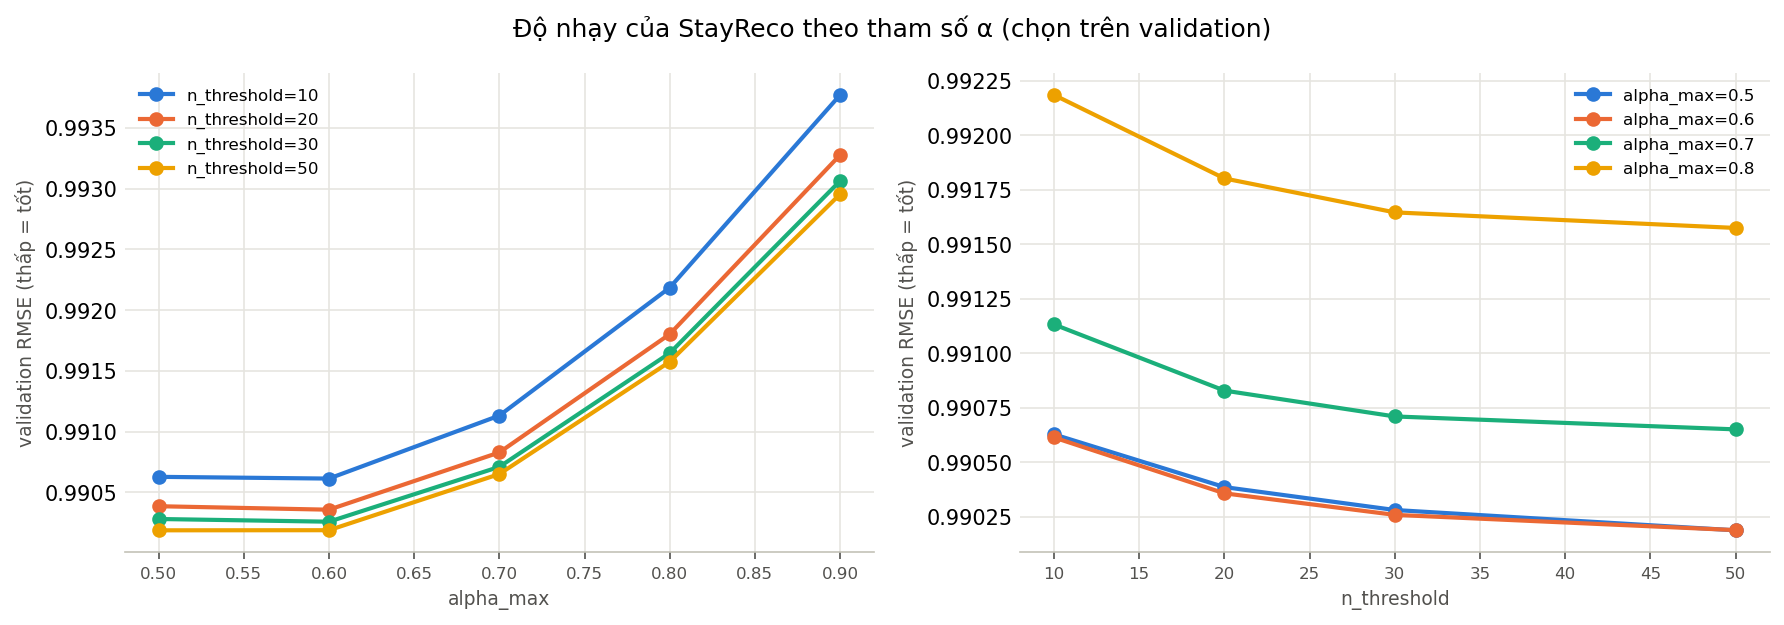 Độ nhạy của StayReco theo tham số α (chọn trên validation)
n_threshold=10
n_threshold=20
n_threshold=30
n_threshold=50
validation RMSE (thấp = tốt)
0.9935
0.9930
0.9925
0.9920
0.9915
0.9910
0.9905
0.50 0.55 0.60 0.65 0.70 0.75 0.80 0.85 0.90
alpha_max
alpha_max=0.5
alpha_max=0.6
alpha_max=0.7
alpha_max=0.8
validation RMSE (thấp = tốt)
0.99225
0.99200
0.99175
0.99150
0.99125
0.99100
0.99075
0.99050
0.99025
10 15 20 25 30 35 40 45 50
n_threshold